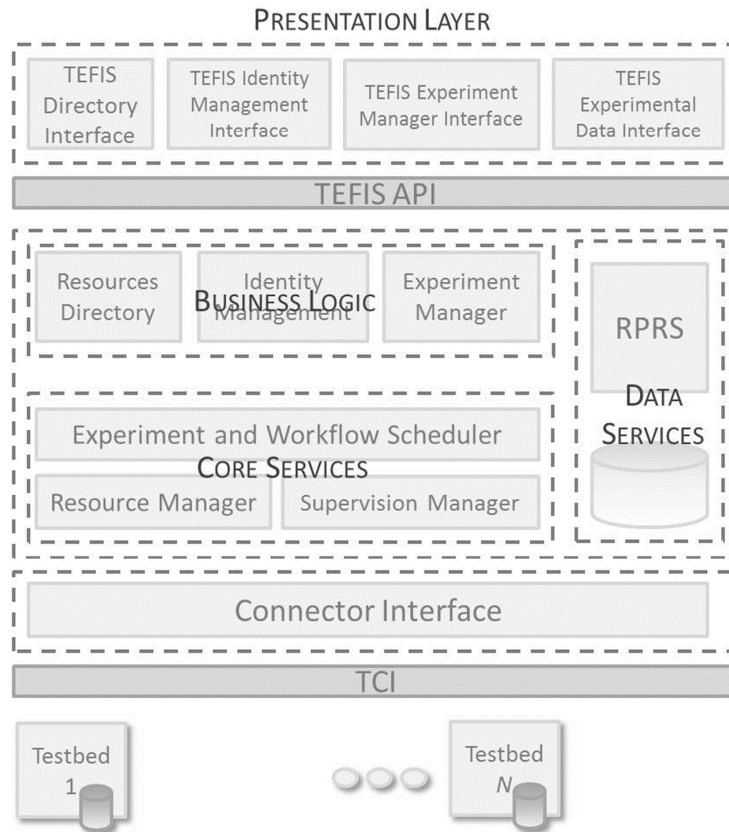 PRESENTATION LAYER
TEFIS
Directory
Interface
TEFIS Identity
Management
Interface
TEFIS Experiment
Manager Interface
TEFIS
Experimental
Data Interface
TEFIS API
Resources
Directory
Identity
Management
Experiment
Manager
BUSINESS LOGIC
RPRS
DATA
SERVICES
Experiment and Workflow Scheduler
CORE SERVICES
Resource Manager
Supervision Manager
Connector Interface
TCI
Testbed
1
Testbed
N